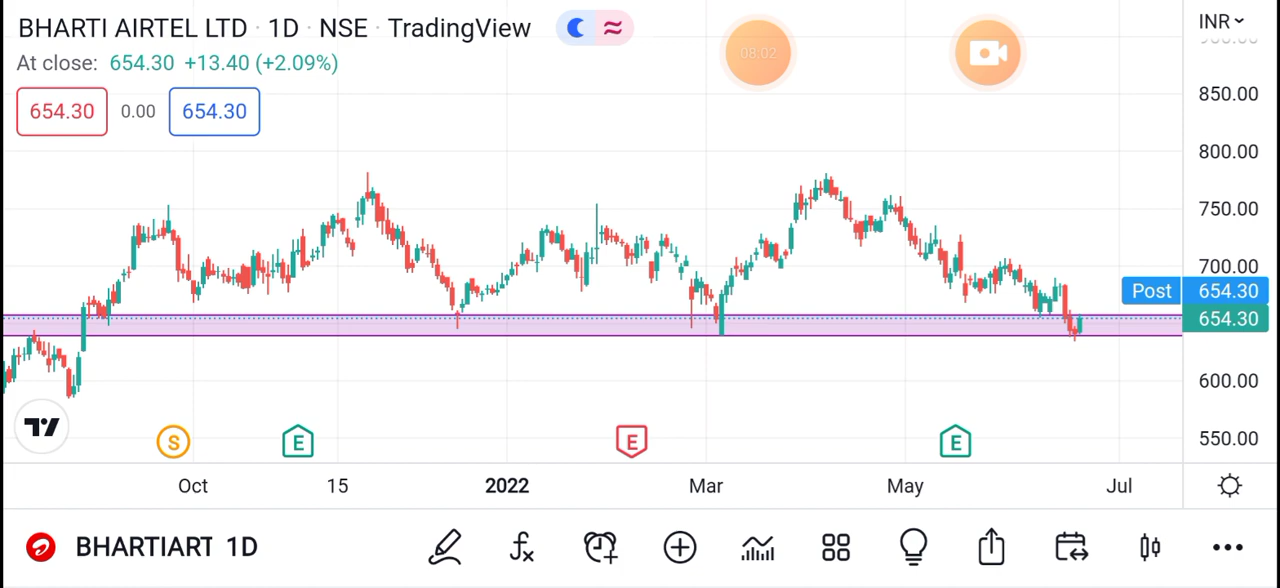 BHARTI AIRTEL LTD · 1D · NSE · TradingView
INR
At close: 654.30 +13.40 (+2.09%)
08:02
654.30 0.00 654.30
850.00
800.00
750.00
700.00
Post 654.30
654.30
600.00
550.00
S E E E
Oct 15 2022 Mar May Jul
BHARTIART 1D